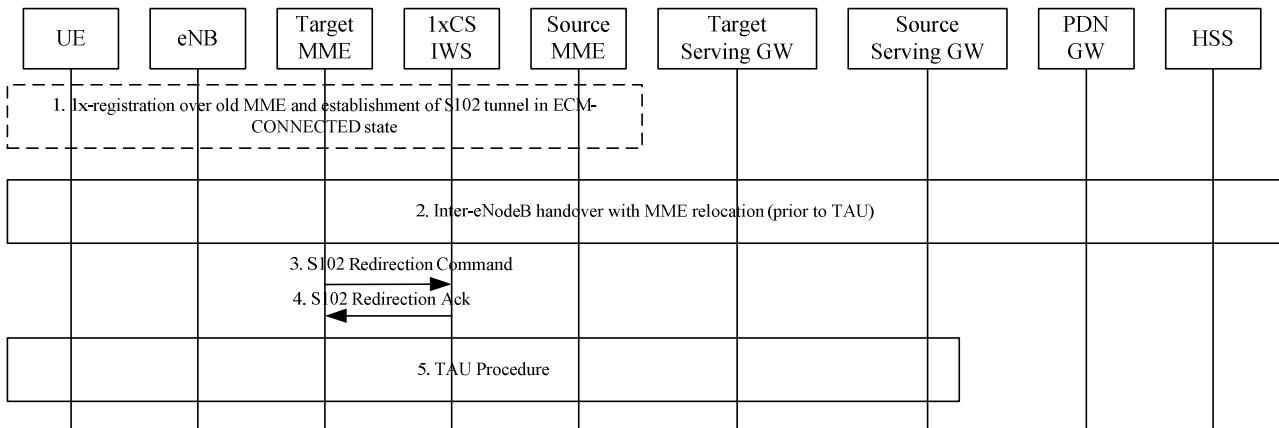 UE
eNB
Target
MME
1xCS
IWS
Source
MME
Target
Serving GW
Source
Serving GW
PDN
GW
HSS
1. 1x-registration over old MME and establishment of S102 tunnel in ECM-
CONNECTED state
2. Inter-eNodeB handover with MME relocation (prior to TAU)
3. S102 Redirection Command
4. S102 Redirection Ack
5. TAU Procedure